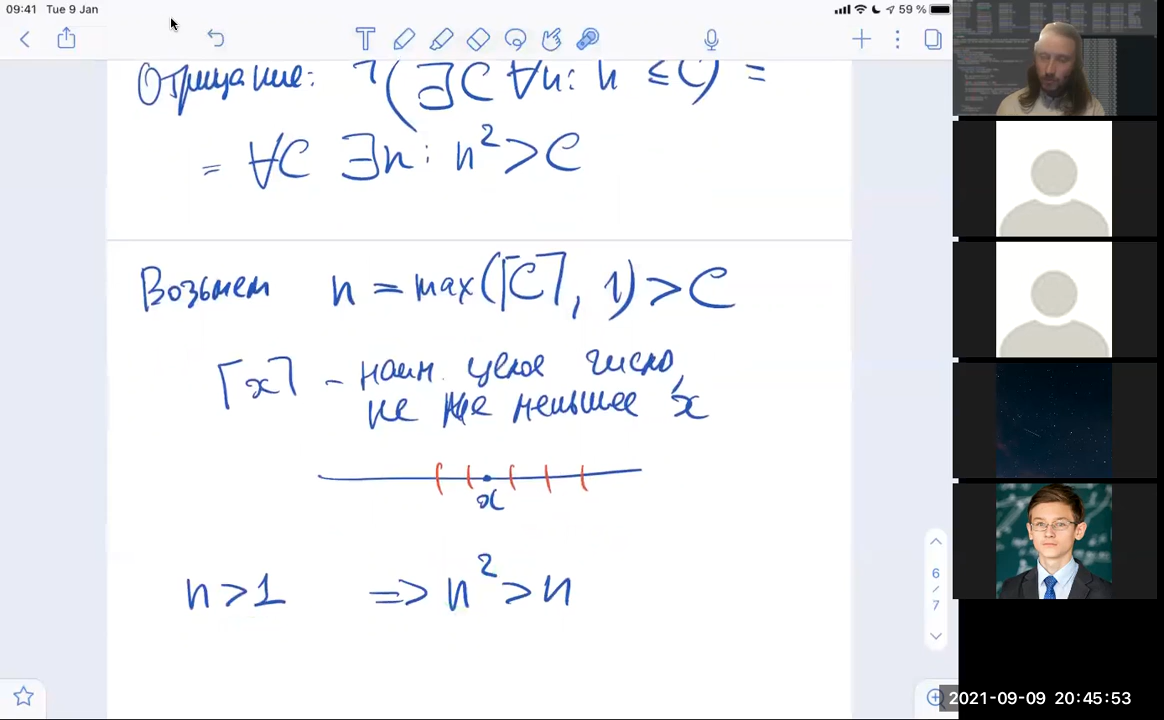 09:41 Tue 9 Jan
59 %
Отрицание: ¬(∃C ∀n: n ≤ C) =
= ∀C ∃n: n² > C
Возьмем n = max(⌈C⌉, 1) > C
⌈x⌉ - наим. целое число,
не меньшее x
x
n > 1 => n² > n
6
/
7
2021-09-09 20:45:53